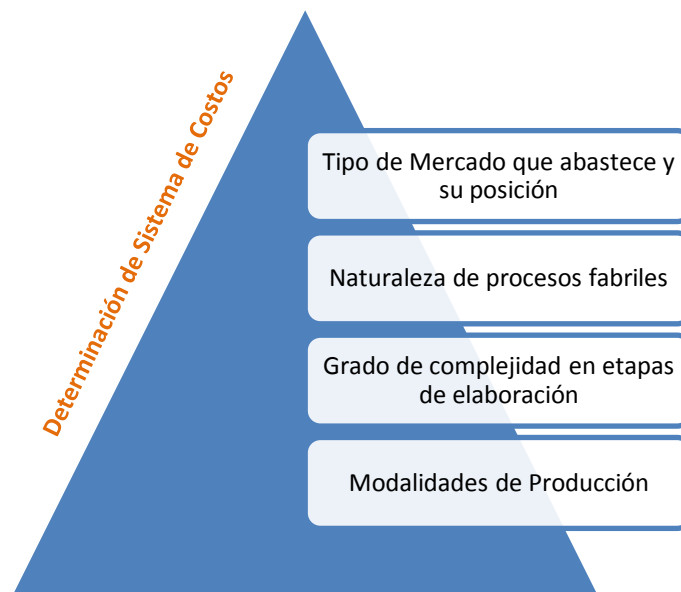 Determinación de Sistema de Costos
Tipo de Mercado que abastece y
su posición
Naturaleza de procesos fabriles
Grado de complejidad en etapas
de elaboración
Modalidades de Producción